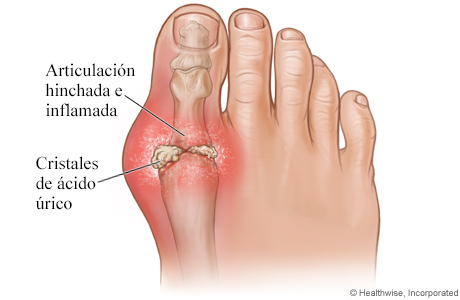 Articulación
hinchada e
inflamada
Cristales
de ácido
úrico
© Healthwise, Incorporated